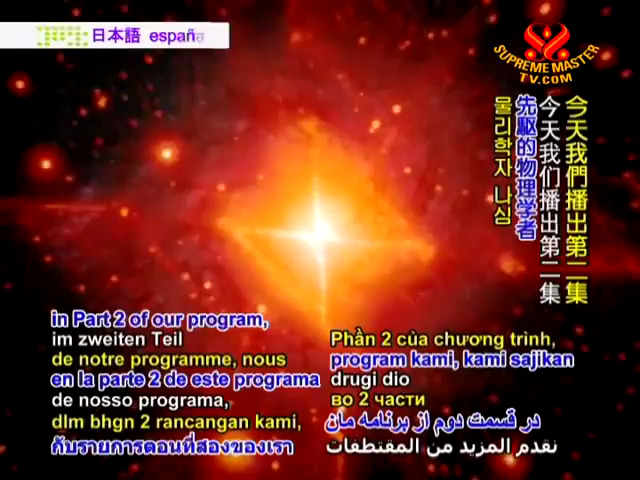 日本語 españ
SUPREME MASTER
TV.COM
今天我們播出第二集
今天我们播出第二集
先駆的物理学者
물리학자 나싱
in Part 2 of our program,
im zweiten Teil
de notre programme, nous
en la parte 2 de este programa
de nosso programa,
dlm bhgn 2 rancangan kami,
กับรายการตอนที่สองของเรา
Phần 2 của chương trình,
program kami, kami sajikan
drugi dio
во 2 части
در قسمت دوم از برنامه مان
نقدم المزيد من المقتطفات